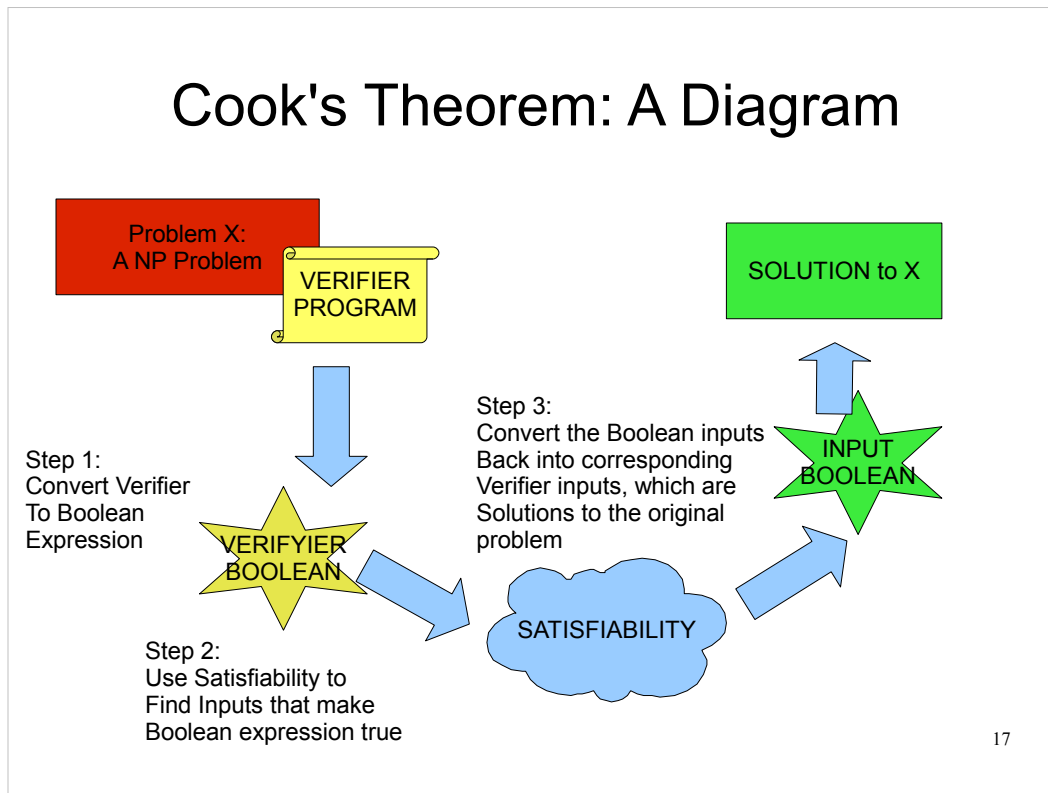 Cook's Theorem: A Diagram
Problem X:
A NP Problem
VERIFIER
PROGRAM
SOLUTION to X
Step 1:
Convert Verifier
To Boolean
Expression
VERIFYIER
BOOLEAN
Step 2:
Use Satisfiability to
Find Inputs that make
Boolean expression true
SATISFIABILITY
Step 3:
Convert the Boolean inputs
Back into corresponding
Verifier inputs, which are
Solutions to the original
problem
INPUT
BOOLEAN
17